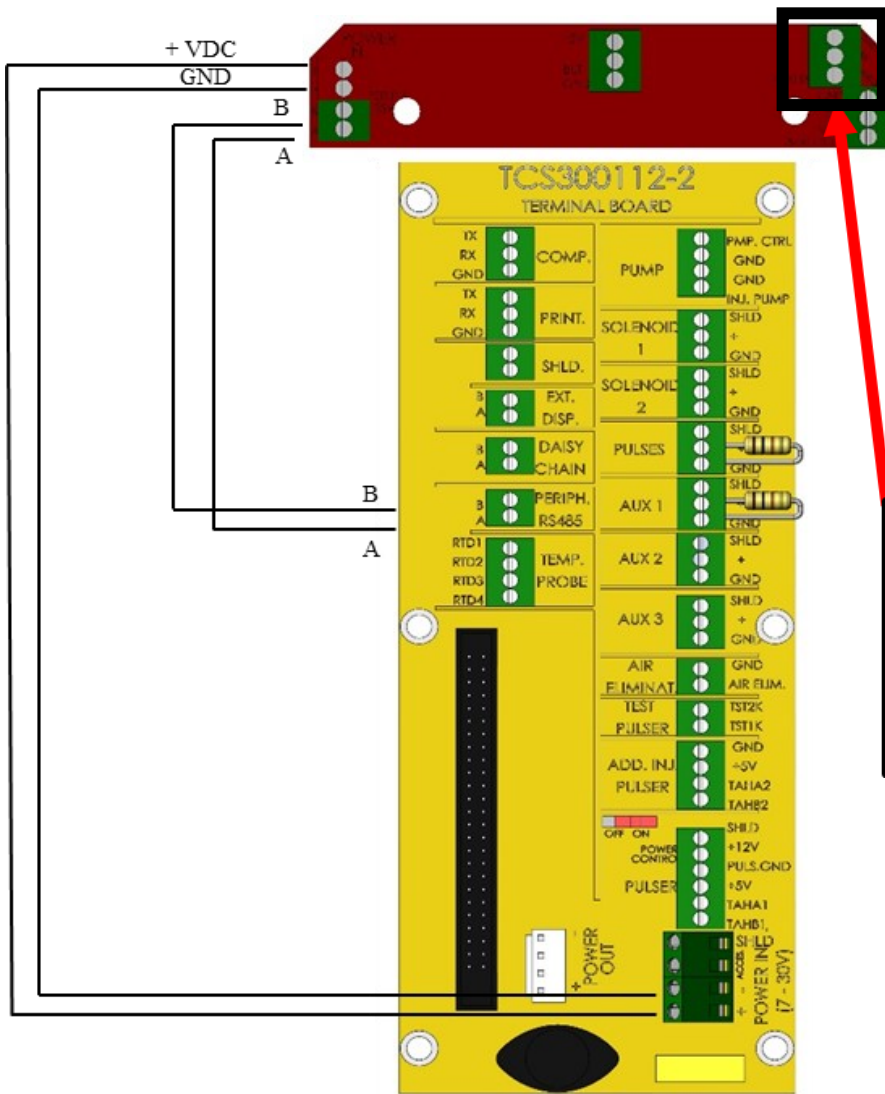 + VDC
GND
B
A
POWER
IN
TCS300112-2
TERMINAL BOARD
TX
RX
GND
COMP.
TX
RX
GND
PRINT.
SHLD.
B
A
EXT.
DISP.
B
A
DAISY
CHAIN
B
A
B
A
PERIPH.
RS485
RTD1
RTD2
RTD3
RTD4
TEMP.
PROBE
PUMP
PMP. CTRL
GND
GND
INJ. PUMP
SOLENOID
1
SHLD
+
GND
SOLENOID
2
SHLD
+
GND
PULSES
SHLD
GND
AUX 1
SHLD
GND
AUX 2
SHLD
+
GND
AUX 3
SHLD
+
GND
AIR
ELIMINAT.
GND
AIR ELIM.
TEST
PULSER
TST2K
TST1K
ADD. INJ.
PULSER
GND
+5V
TAHA2
TAHB2
OFF ON
POWER
CONTRO
PULSER
SHLD
+12V
PULS.GND
+5V
TAHA1
TAHB1,
- +
POWER
OUT
SHLD
ACCES.
-
+
POWER IN
(7 - 30V)